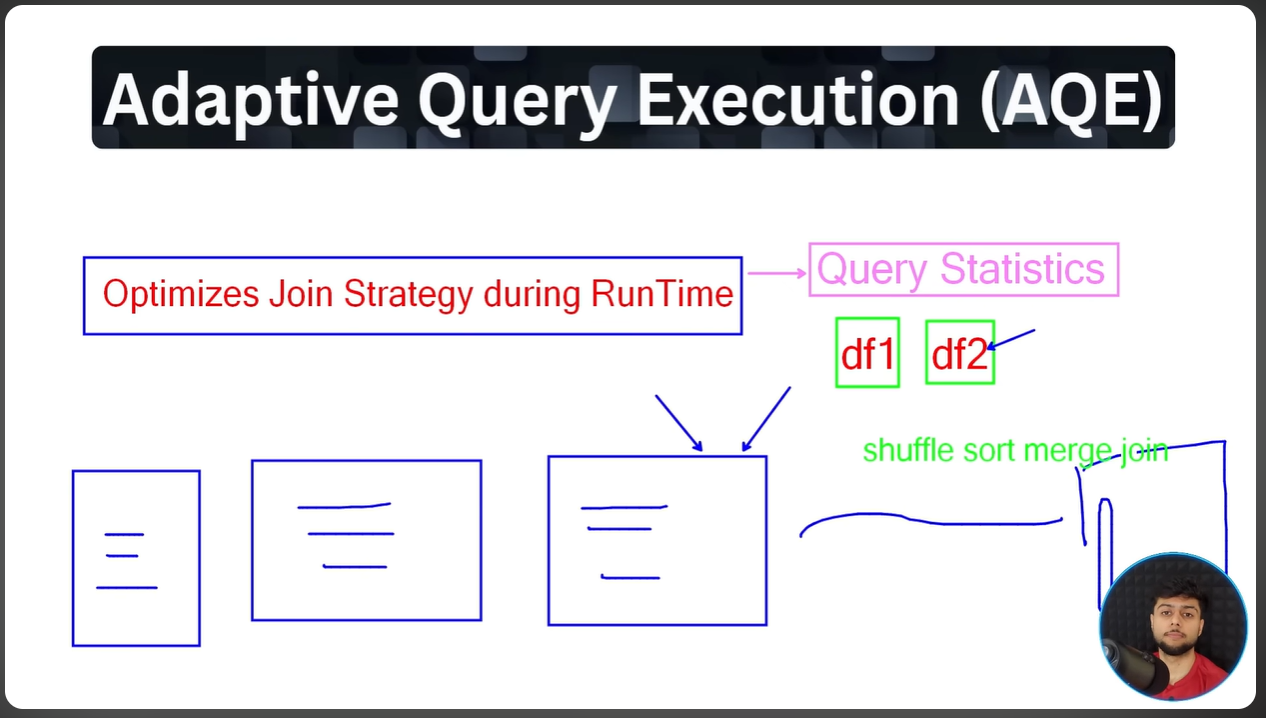 Adaptive Query Execution (AQE)
Optimizes Join Strategy during RunTime
Query Statistics
df1
df2
shuffle sort merge join